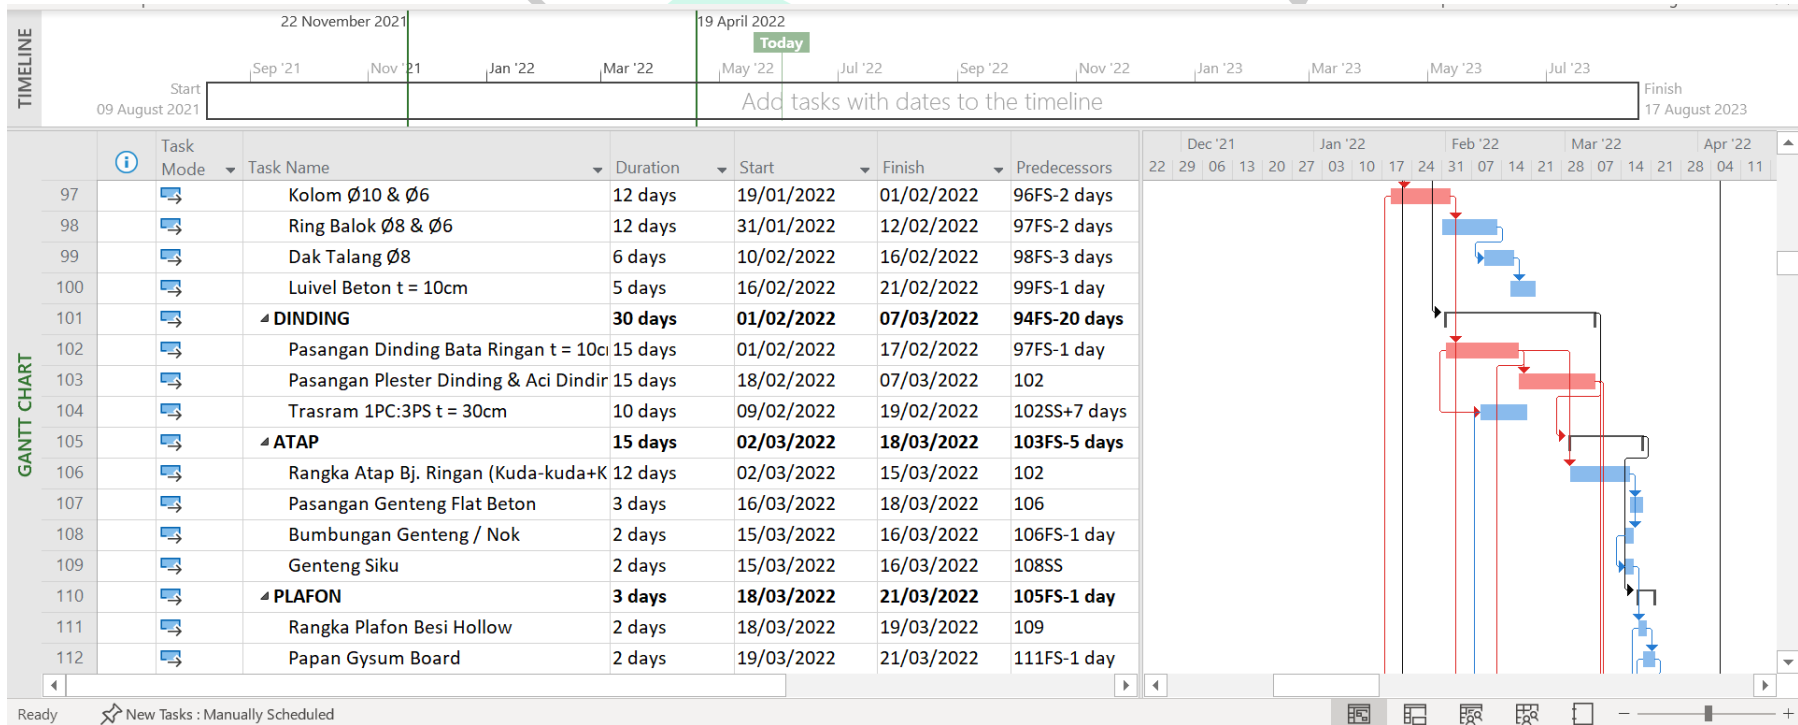 22 November 2021
19 April 2022
Today
Sep '21 Nov '21 Jan '22 Mar '22 May '22 Jul '22 Sep '22 Nov '22 Jan '23 Mar '23 May '23 Jul '23
TIMELINE
Start
09 August 2021
Add tasks with dates to the timeline
Finish
17 August 2023
Task Mode Task Name Duration Start Finish Predecessors
Dec '21 Jan '22 Feb '22 Mar '22 Apr '22
22 29 06 13 20 27 03 10 17 24 31 07 14 21 28 07 14 21 28 04 11
GANTT CHART
97 Kolom Ø10 & Ø6 12 days 19/01/2022 01/02/2022 96FS-2 days
98 Ring Balok Ø8 & Ø6 12 days 31/01/2022 12/02/2022 97FS-2 days
99 Dak Talang Ø8 6 days 10/02/2022 16/02/2022 98FS-3 days
100 Luivel Beton t = 10cm 5 days 16/02/2022 21/02/2022 99FS-1 day
101 DINDING 30 days 01/02/2022 07/03/2022 94FS-20 days
102 Pasangan Dinding Bata Ringan t = 10c 15 days 01/02/2022 17/02/2022 97FS-1 day
103 Pasangan Plester Dinding & Aci Dindin 15 days 18/02/2022 07/03/2022 102
104 Trasram 1PC:3PS t = 30cm 10 days 09/02/2022 19/02/2022 102SS+7 days
105 ATAP 15 days 02/03/2022 18/03/2022 103FS-5 days
106 Rangka Atap Bj. Ringan (Kuda-kuda+K 12 days 02/03/2022 15/03/2022 102
107 Pasangan Genteng Flat Beton 3 days 16/03/2022 18/03/2022 106
108 Bumbungan Genteng / Nok 2 days 15/03/2022 16/03/2022 106FS-1 day
109 Genteng Siku 2 days 15/03/2022 16/03/2022 108SS
110 PLAFON 3 days 18/03/2022 21/03/2022 105FS-1 day
111 Rangka Plafon Besi Hollow 2 days 18/03/2022 19/03/2022 109
112 Papan Gysum Board 2 days 19/03/2022 21/03/2022 111FS-1 day
Ready New Tasks : Manually Scheduled